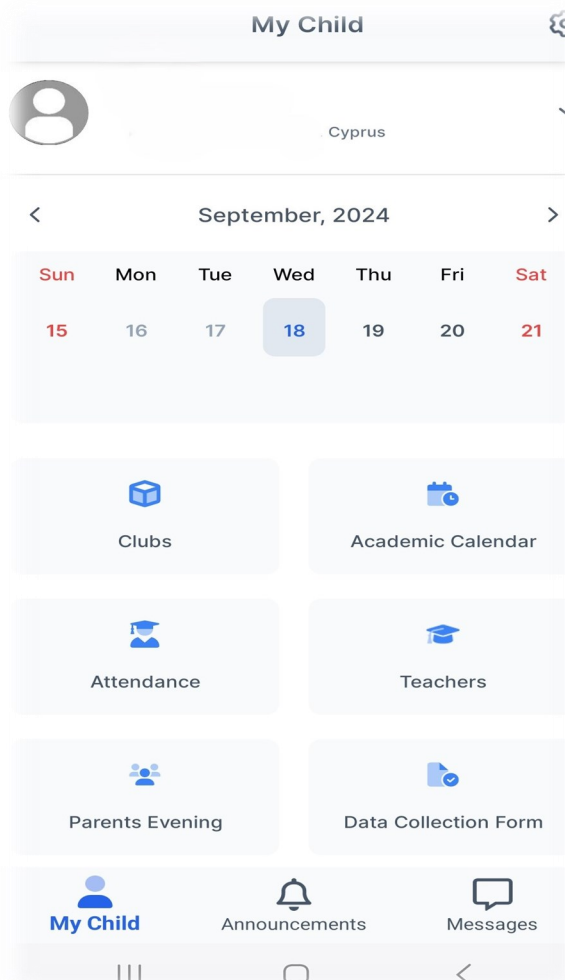 My Child
Cyprus
September, 2024
Sun Mon Tue Wed Thu Fri Sat
15 16 17 18 19 20 21
Clubs
Academic Calendar
Attendance
Teachers
Parents Evening
Data Collection Form
My Child
Announcements
Messages